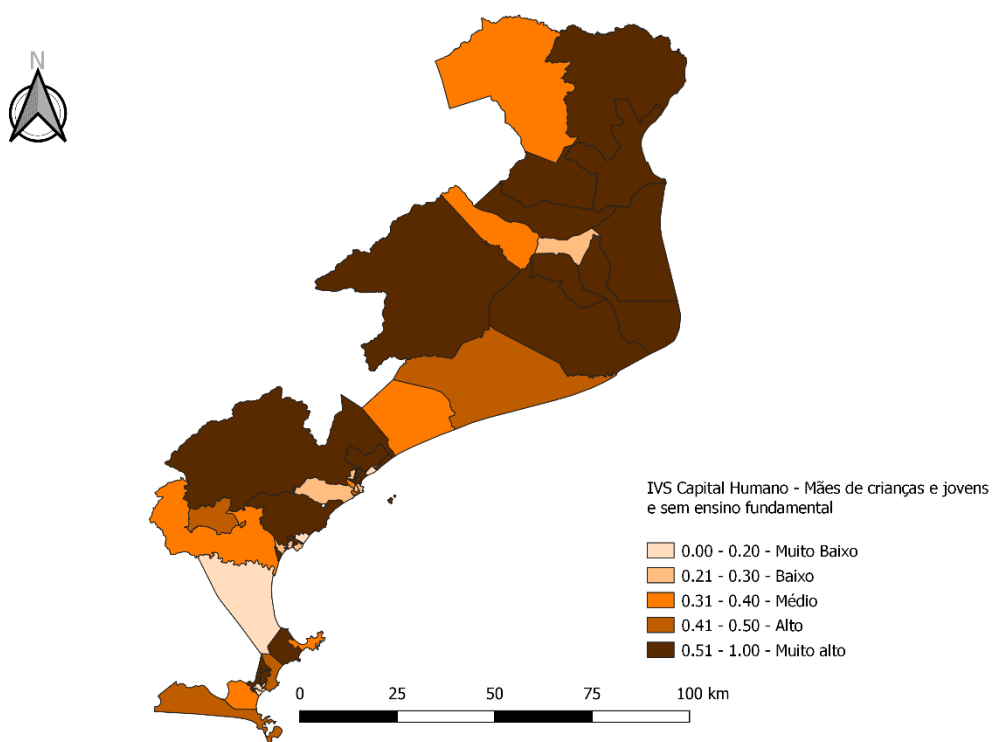 N
IVS Capital Humano - Mães de crianças e jovens
e sem ensino fundamental
0.00 - 0.20 - Muito Baixo
0.21 - 0.30 - Baixo
0.31 - 0.40 - Médio
0.41 - 0.50 - Alto
0.51 - 1.00 - Muito alto
0 25 50 75 100 km